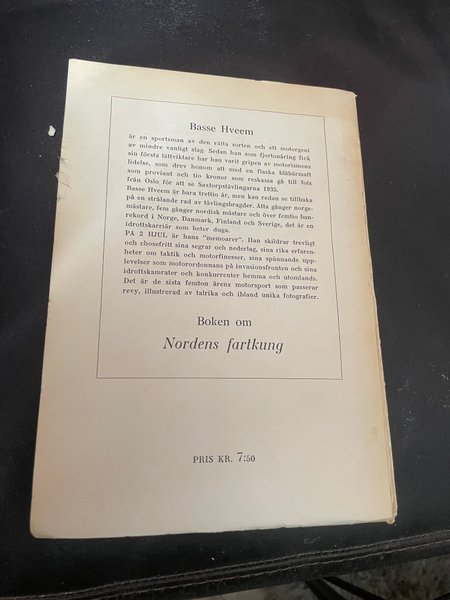 Basse Hveem
är en sportsman av den rätta sorten och ett motorgeni
av mindre vanligt slag. Sedan han som fjortonåring fick
sin första lättviktare har han varit gripen av motorismens
lidelse, som drev honom att med en flaska blåbärssaft
som proviant och tio kronor som reskassa gå till fots
från Oslo för att se Saxtorpstävlingarna 1935.
Basse Hveem är bara trettio år, men kan redan se tillbaka
på en strålande rad av tävlingsbragder. Åtta gånger norge-
mästare, fem gånger nordisk mästare och över femtio ban-
rekord i Norge, Danmark, Finland och Sverige, det är en
idrottskarriär som heter duga.
PÅ 2 HJUL är hans "memoarer". Han skildrar trevligt
och chosefritt sina segrar och nederlag, sina rika erfaren-
heter om taktik och motorfinesser, sina spännande upp-
levelser som motorordonnans på invasionsfronten och sina
idrottskamrater och konkurrenter hemma och utomlands.
Det är de sista femton årens motorsport som passerar
revy, illustrerad av talrika och ibland unika fotografier.
Boken om
Nordens fartkung
PRIS KR. 7:50